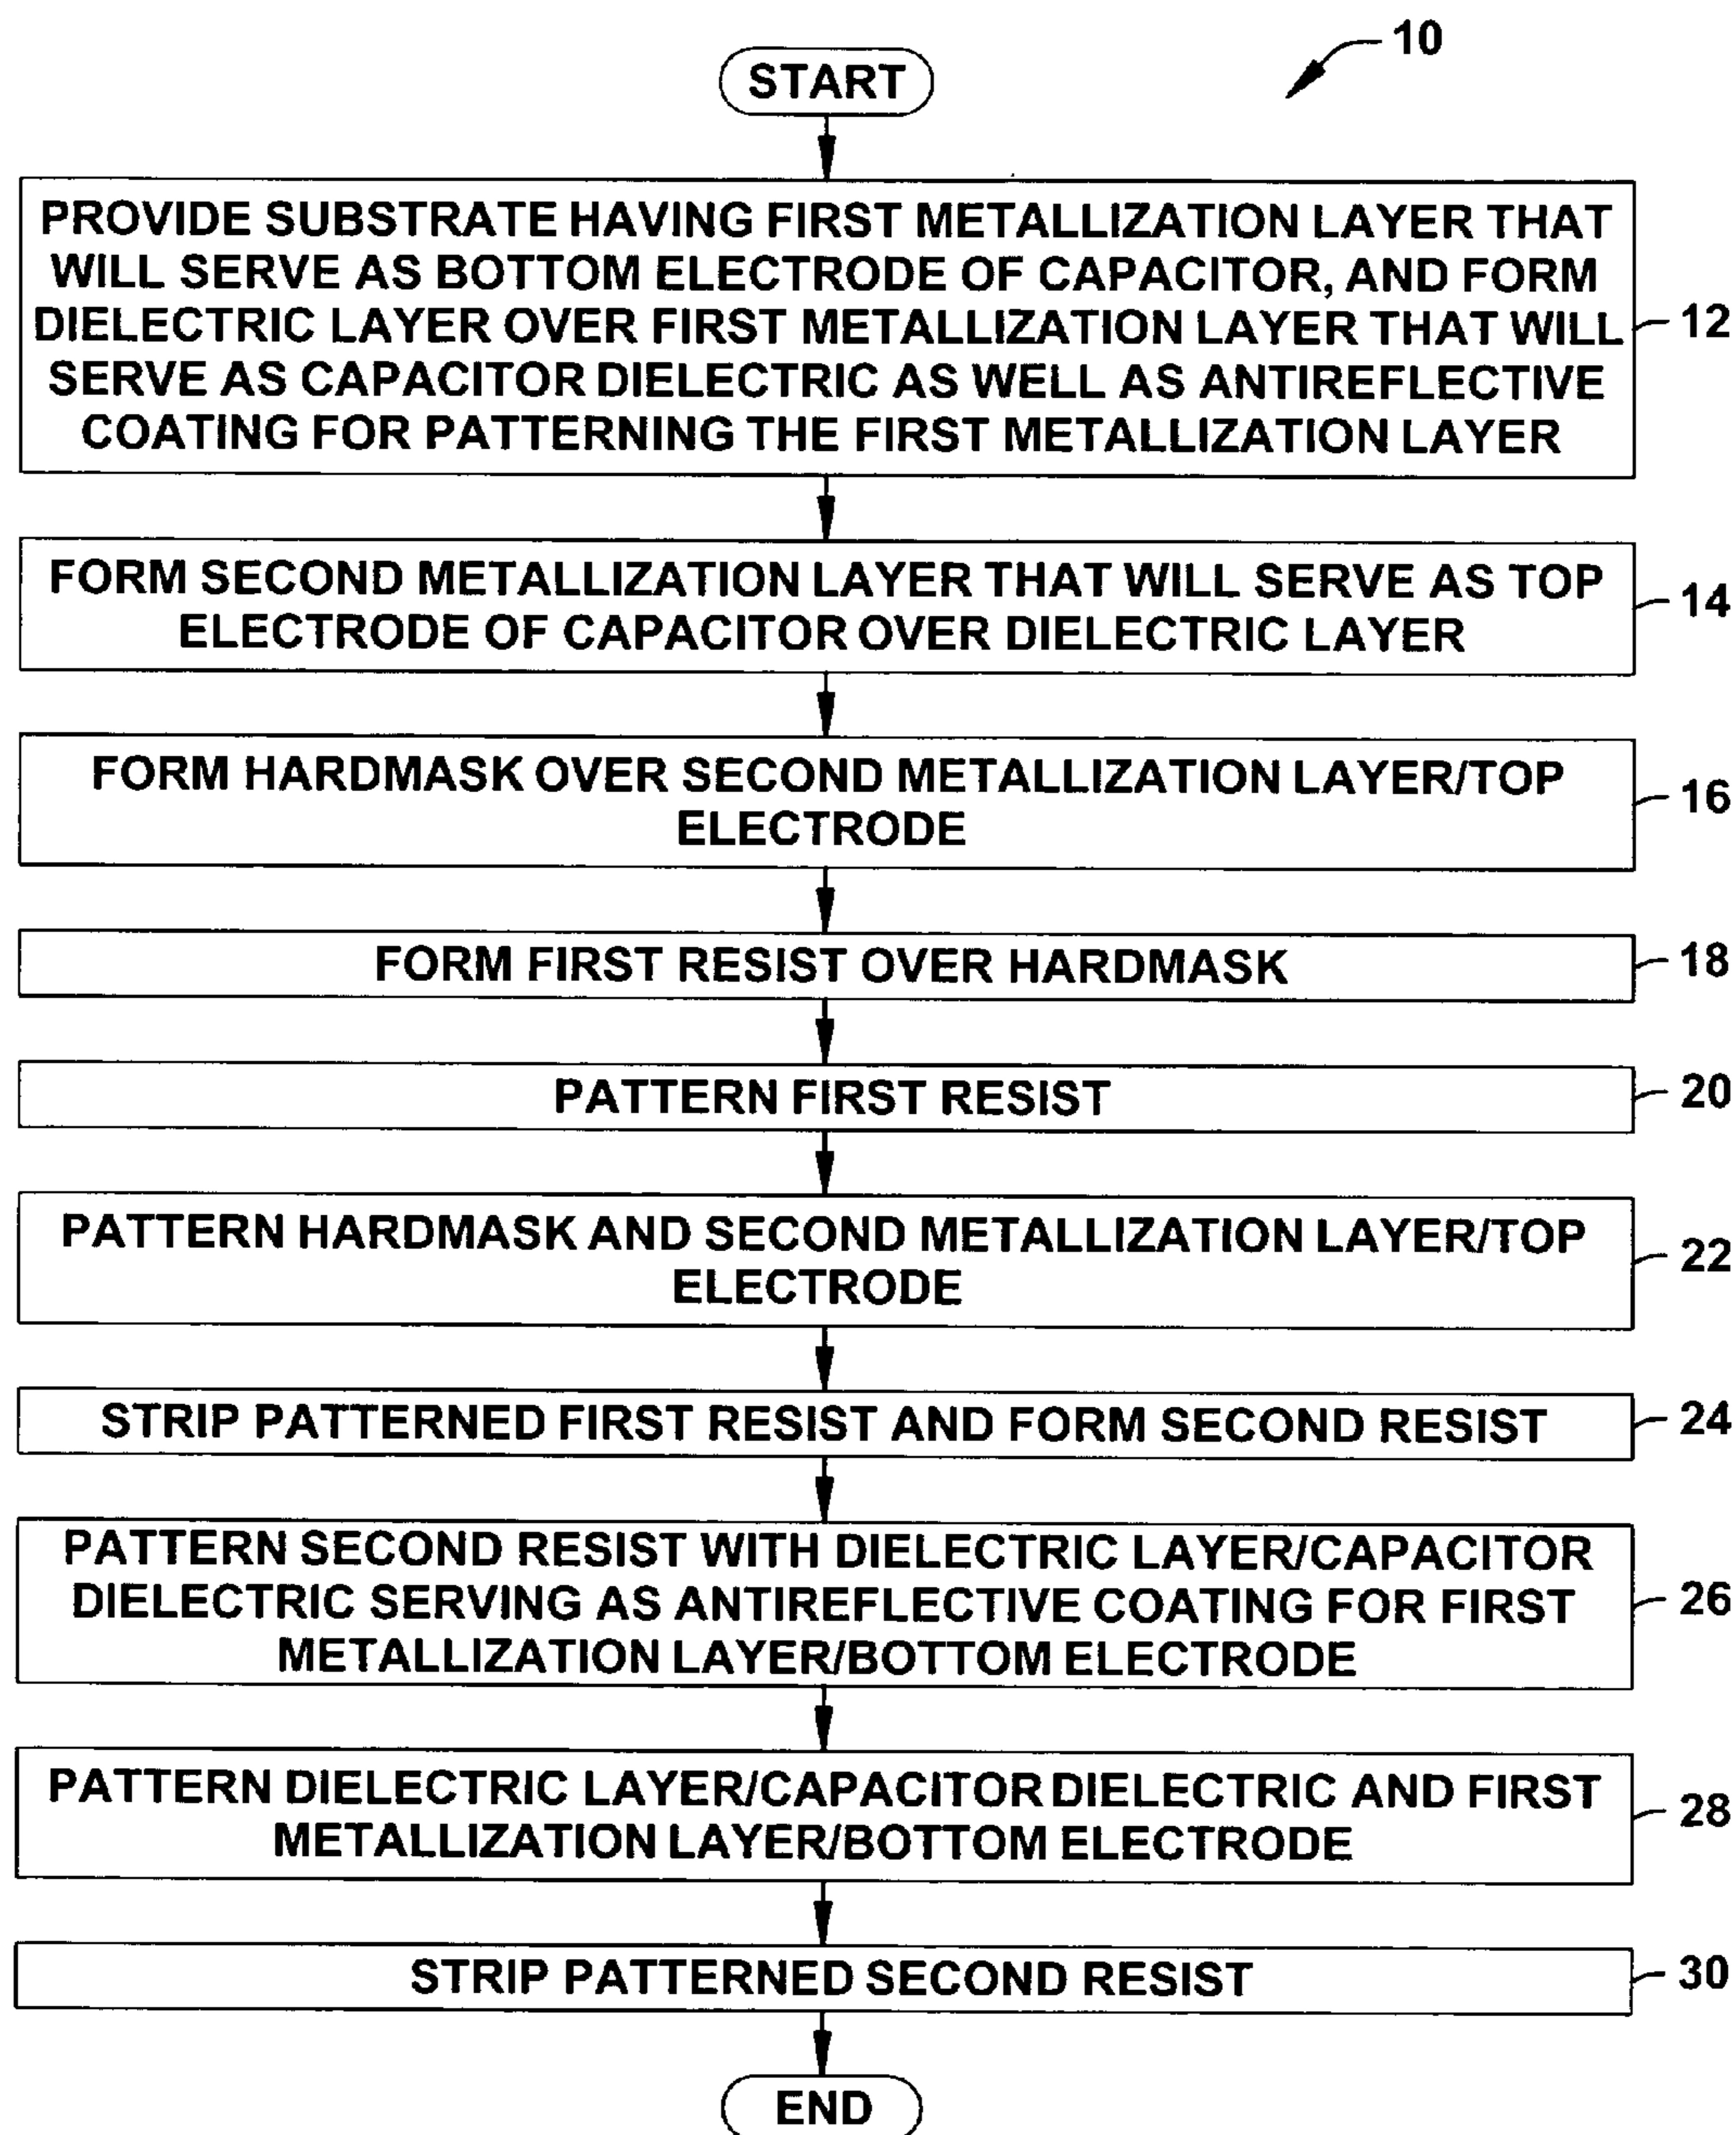 10
START
PROVIDE SUBSTRATE HAVING FIRST METALLIZATION LAYER THAT
WILL SERVE AS BOTTOM ELECTRODE OF CAPACITOR, AND FORM
DIELECTRIC LAYER OVER FIRST METALLIZATION LAYER THAT WILL
SERVE AS CAPACITOR DIELECTRIC AS WELL AS ANTIREFLECTIVE
COATING FOR PATTERNING THE FIRST METALLIZATION LAYER
12
FORM SECOND METALLIZATION LAYER THAT WILL SERVE AS TOP
ELECTRODE OF CAPACITOR OVER DIELECTRIC LAYER
14
FORM HARDMASK OVER SECOND METALLIZATION LAYER/TOP
ELECTRODE
16
FORM FIRST RESIST OVER HARDMASK
18
PATTERN FIRST RESIST
20
PATTERN HARDMASK AND SECOND METALLIZATION LAYER/TOP
ELECTRODE
22
STRIP PATTERNED FIRST RESIST AND FORM SECOND RESIST
24
PATTERN SECOND RESIST WITH DIELECTRIC LAYER/CAPACITOR
DIELECTRIC SERVING AS ANTIREFLECTIVE COATING FOR FIRST
METALLIZATION LAYER/BOTTOM ELECTRODE
26
PATTERN DIELECTRIC LAYER/CAPACITOR DIELECTRIC AND FIRST
METALLIZATION LAYER/BOTTOM ELECTRODE
28
STRIP PATTERNED SECOND RESIST
30
END